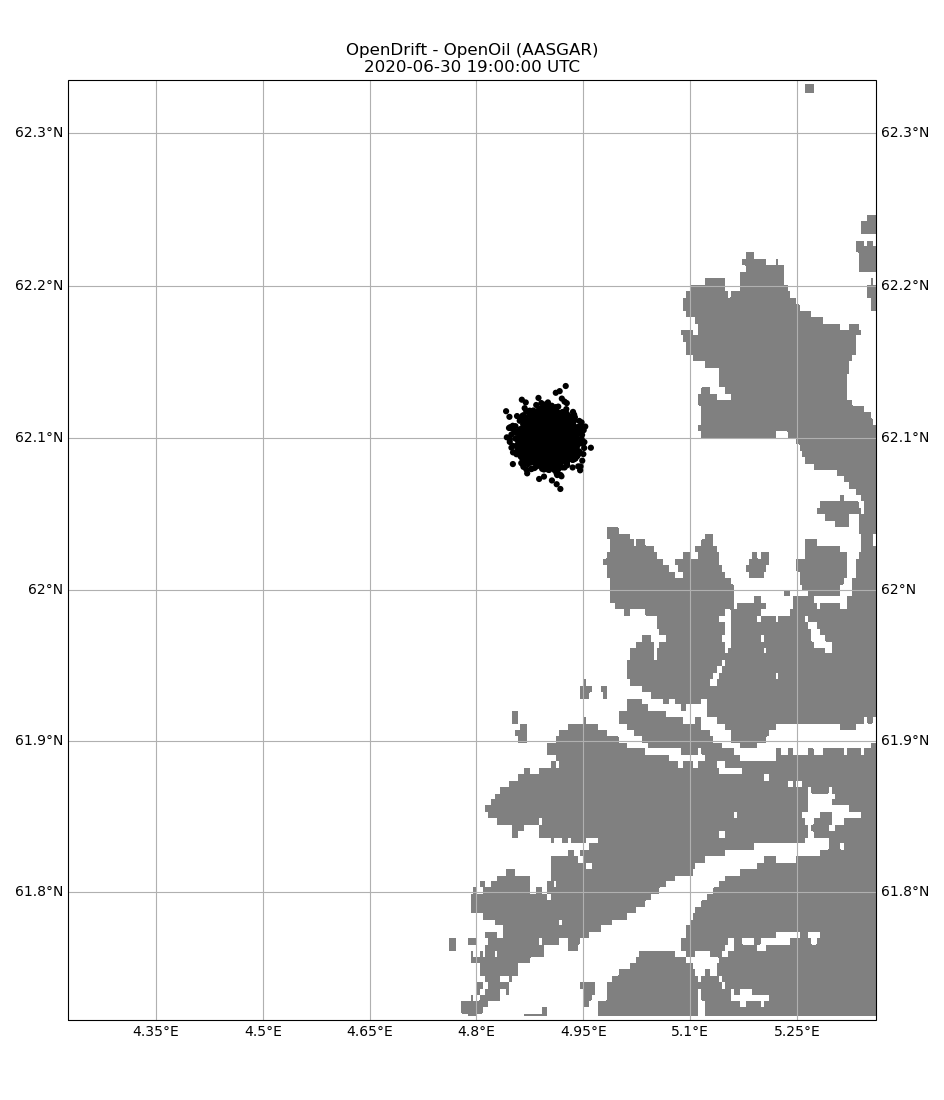 OpenDrift - OpenOil (AASGAR)
2020-06-30 19:00:00 UTC
62.3°N 62.3°N
62.2°N 62.2°N
62.1°N 62.1°N
62°N 62°N
61.9°N 61.9°N
61.8°N 61.8°N
4.35°E 4.5°E 4.65°E 4.8°E 4.95°E 5.1°E 5.25°E